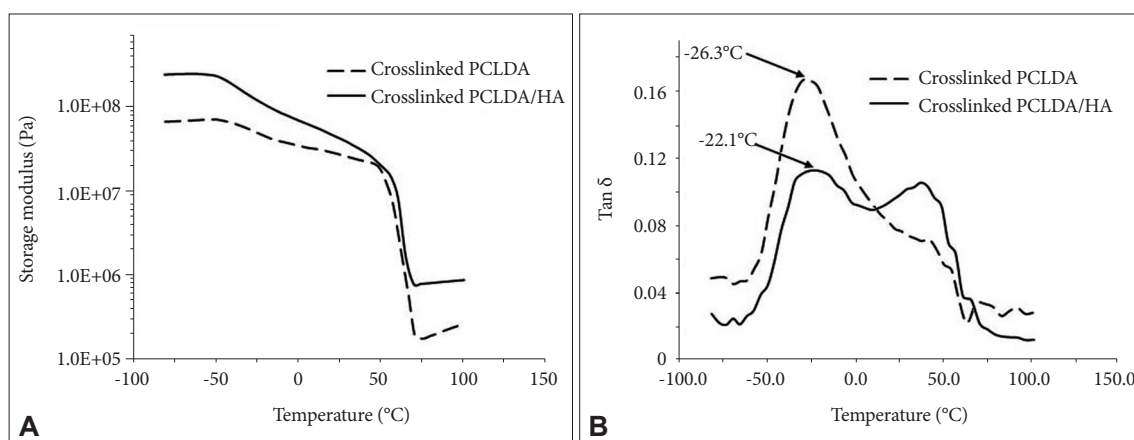 Storage modulus (Pa)
1.0E+08
1.0E+07
1.0E+06
1.0E+05
Crosslinked PCLDA
Crosslinked PCLDA/HA
-100
-50
0
50
100
150
Temperature (°C)
A
Tan δ
0.16
0.12
0.08
0.04
0
-26.3°C
-22.1°C
Crosslinked PCLDA
Crosslinked PCLDA/HA
-100.0
-50.0
0.0
50.0
100.0
150.0
Temperature (°C)
B